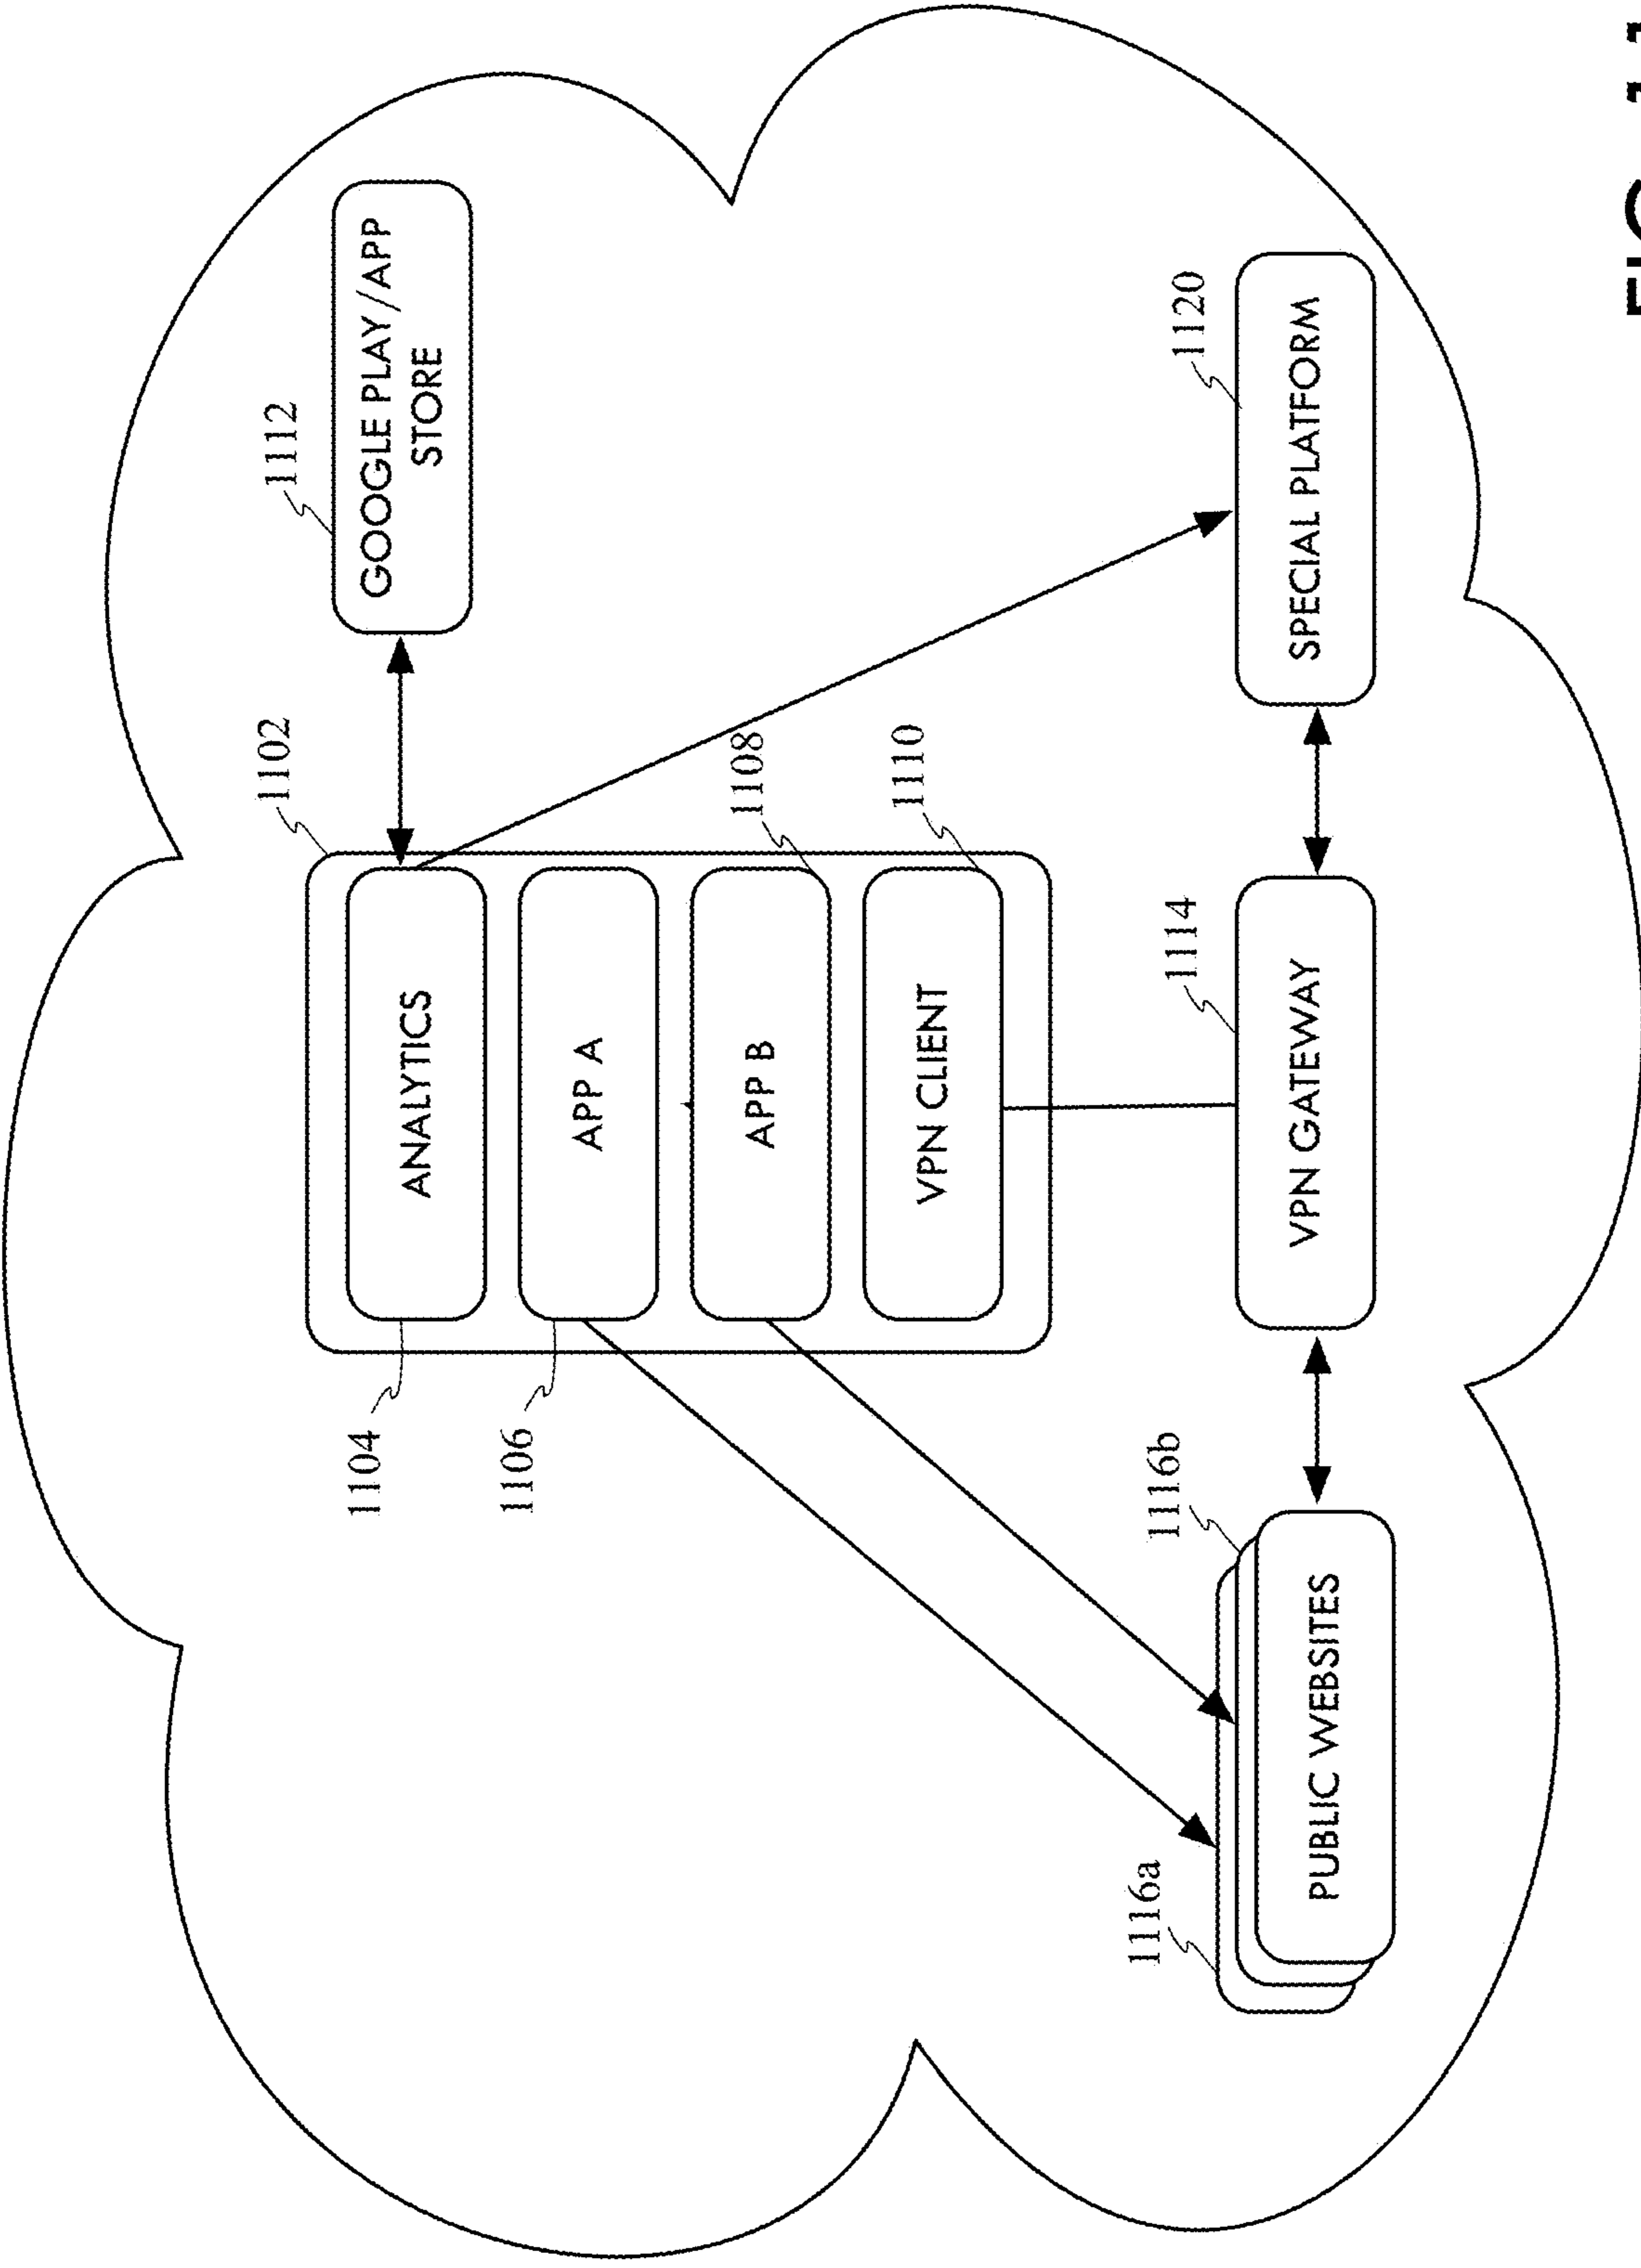 1102
1112
1104
ANALYTICS
GOOGLE PLAY/APP
STORE
1106
APP A
1108
APP B
1110
VPN CLIENT
1116a
1116b
1114
1120
PUBLIC WEBSITES
VPN GATEWAY
SPECIAL PLATFORM